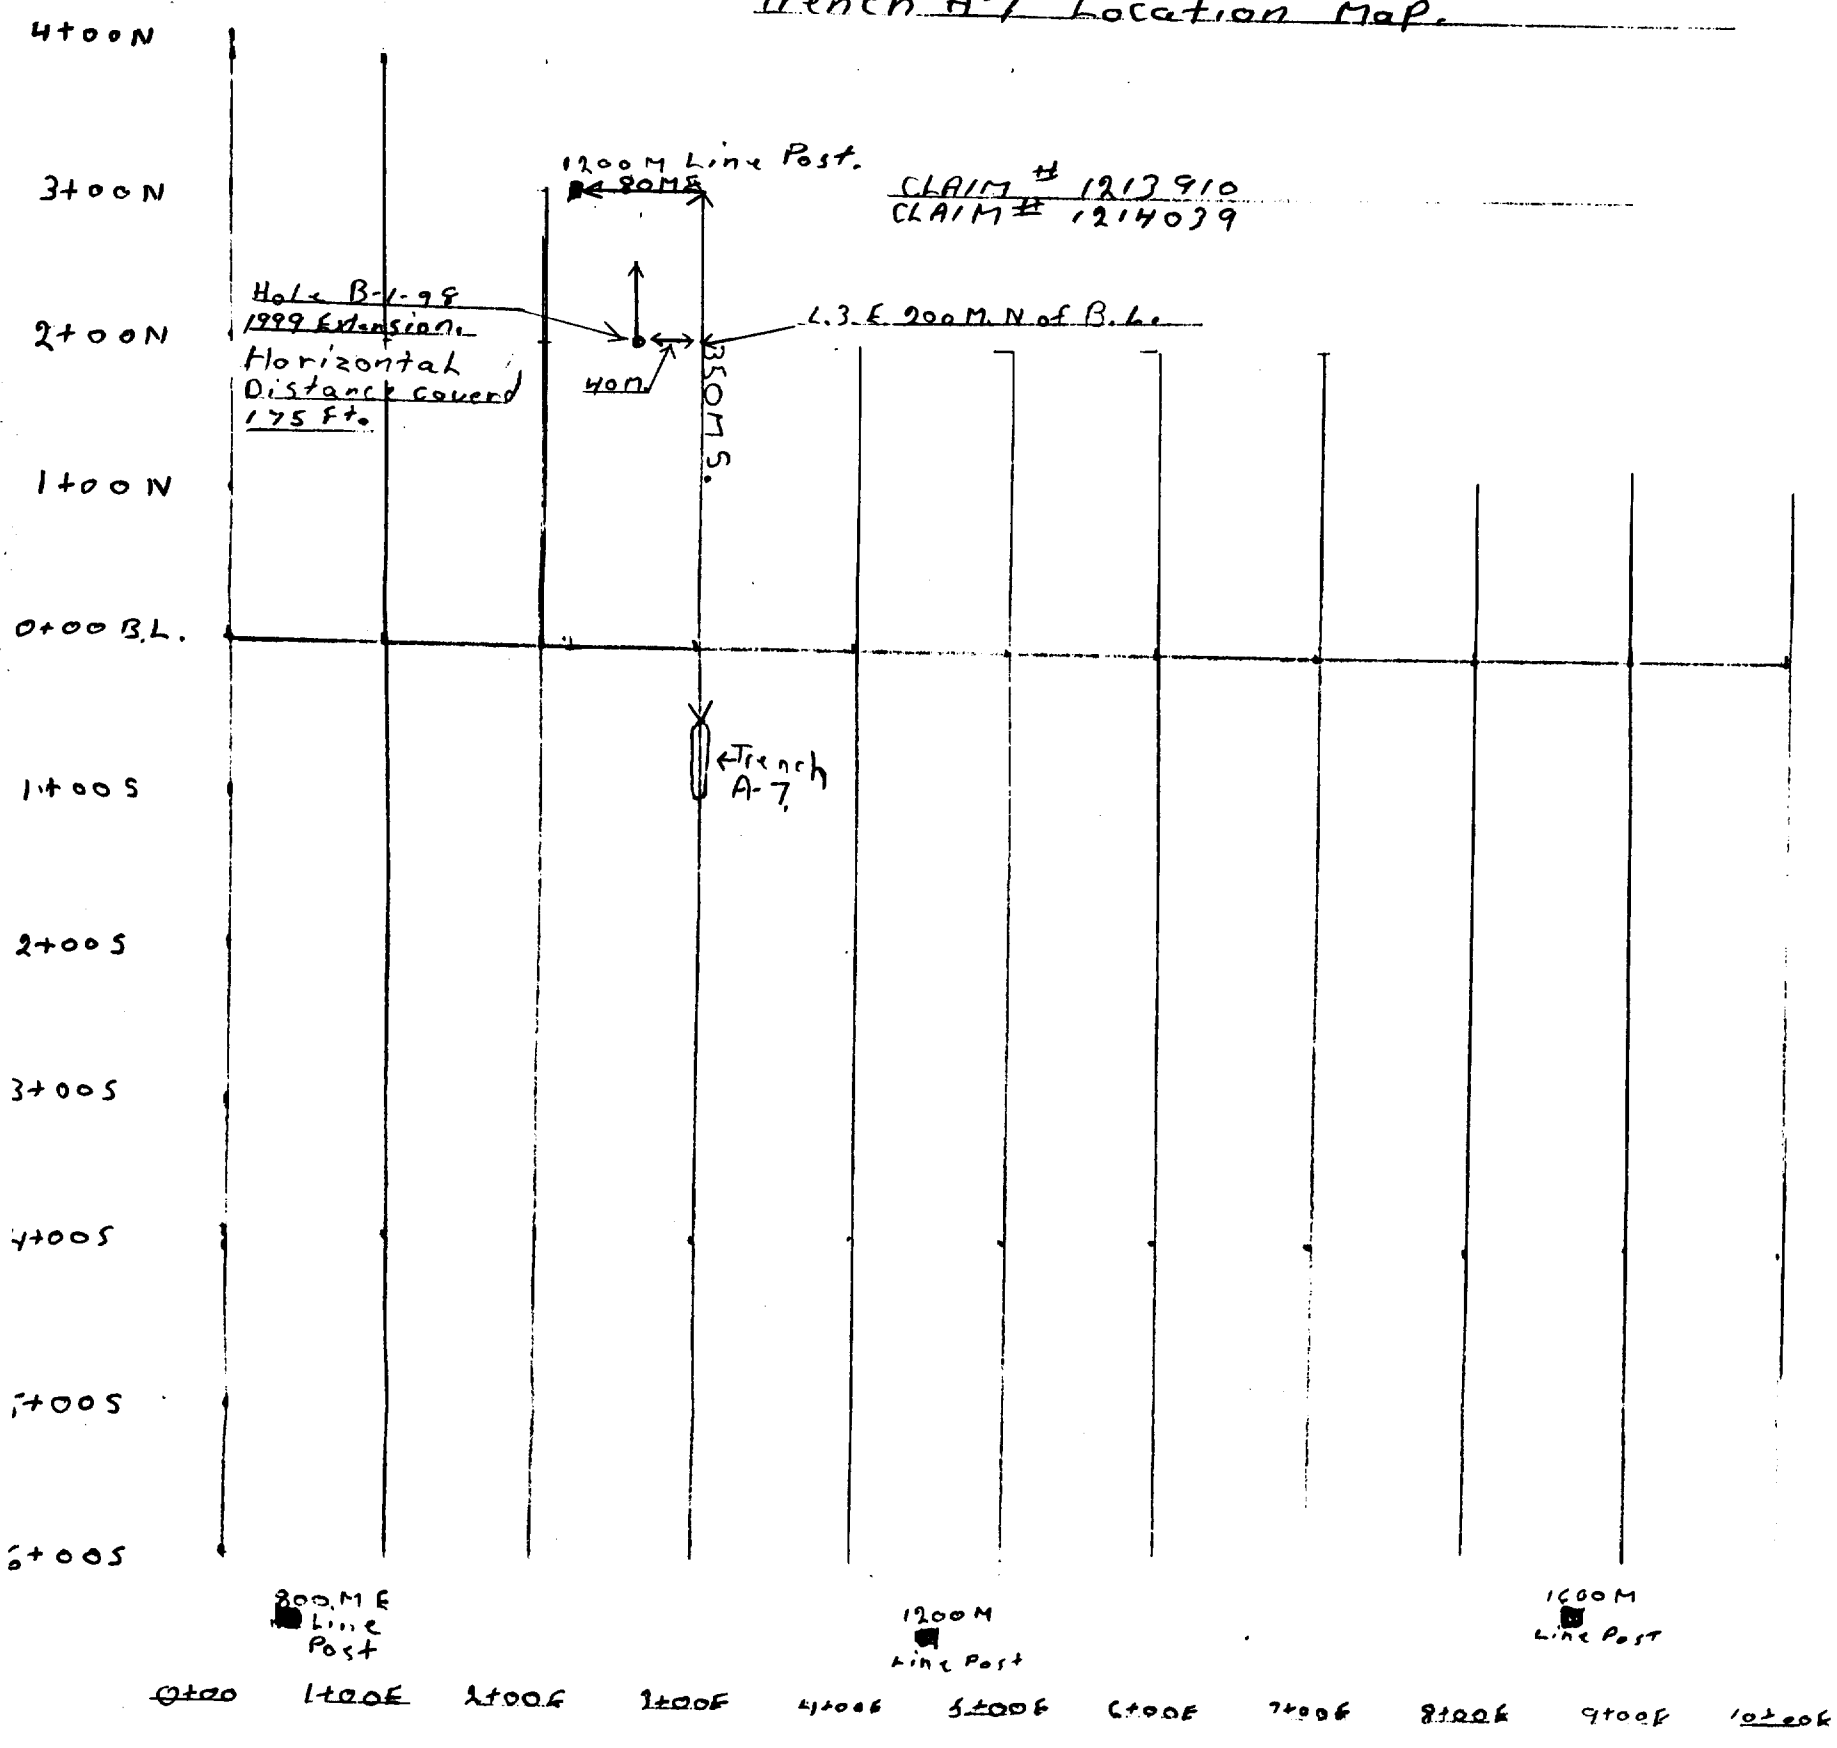 Trench A-7 Location Map.
4+00N
1200M Line Post.
3+00N
80ME
CLAIM # 1213910
CLAIM # 1214039
Hole B-1-98
1999 Extension.
Horizontal
Distance coverd
175 Ft.
2+00N
40M.
L.3.E. 200M.N of B.L.
350M S.
1+00N
0+00 B.L.
Trench
A-7.
1+00S
2+00S
3+00S
4+00S
+00S
+00S
800.M E
Line
Post
1200M
Line Post
1600M
Line Post
0+00 1+00E 2+00E 3+00E 4+00E 5+00E 6+00E 7+00E 8+00E 9+00E 10+00E